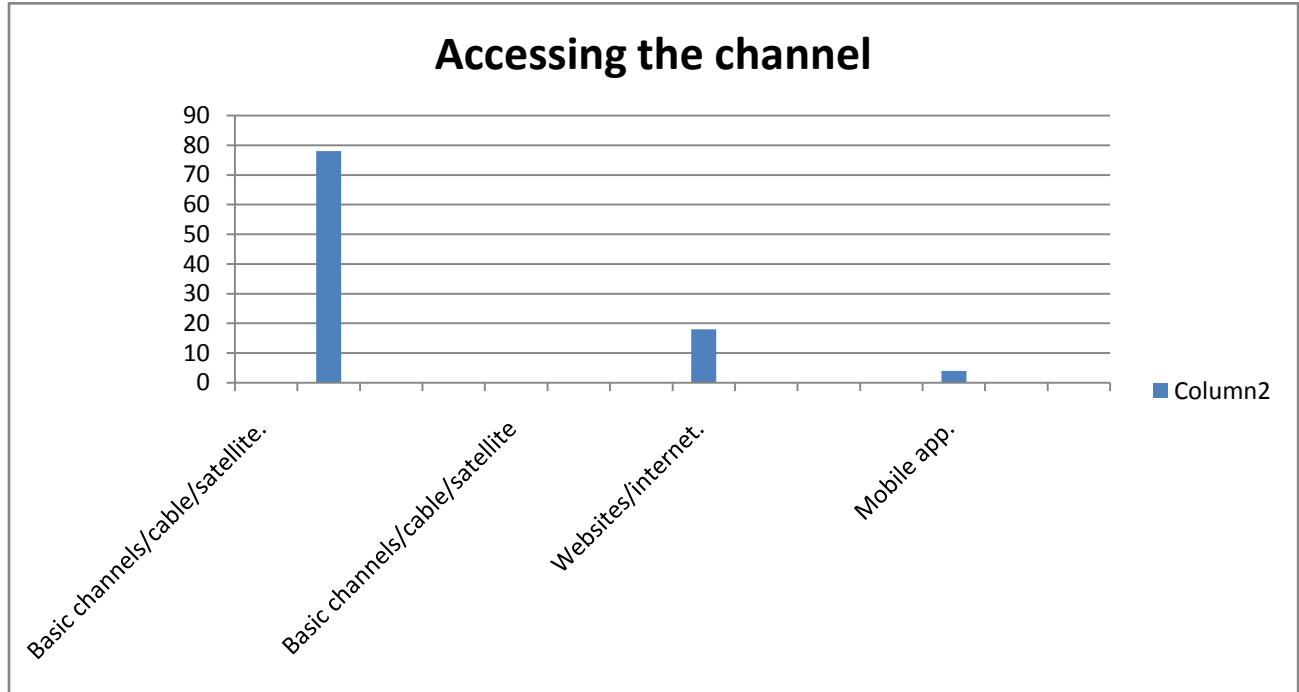 Accessing the channel
90
80
70
60
50
40
30
20
10
0
Column2
Basic channels/cable/satellite.
Basic channels/cable/satellite
Websites/internet.
Mobile app.